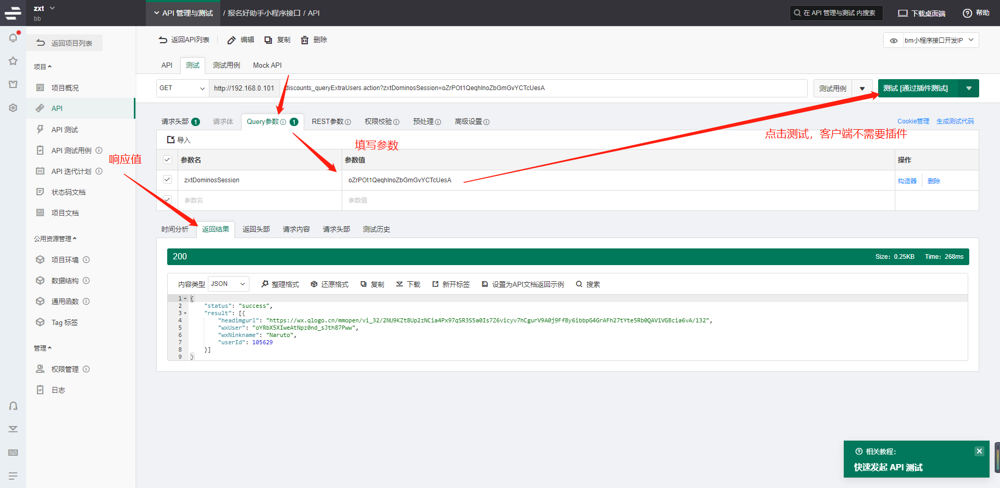 zxt
bb
API 管理与测试 / 报名好助手小程序接口 / API
在 API 管理与测试 内搜索
下载桌面端
帮助
返回项目列表
项目
项目概况
API
API 测试
API 测试用例
API 迭代计划
状态码文档
项目文档
公用资源管理
项目环境
数据结构
通用函数
Tag 标签
管理
权限管理
日志
返回API列表 编辑 复制 删除
bm小程序接口开发IP
API 测试 测试用例 Mock API
GET http://192.168.0.101 discounts_queryExtraUsers.action?zxtDominosSession=oZrPOt1QeqhlnoZbGmGvYCTcUesA 测试用例 测试 [通过插件测试]
请求头部 1 请求体 Query参数 1 REST参数 权限校验 预处理 高级设置 Cookie管理 生成测试代码
点击测试，客户端不需要插件
导入
填写参数
响应值
参数名 参数值 操作
zxtDominosSession oZrPOt1QeqhlnoZbGmGvYCTcUesA 构造器 删除
参数名 参数值
时间分析 返回结果 返回头部 请求内容 请求头部 测试历史
200 Size: 0.25KB Time: 268ms
内容类型 JSON 整理格式 还原格式 复制 下载 新开标签 设置为API文档返回示例 搜索
1 {
2 "status": "success",
3 "result": [{
4 "headimgurl": "https://wx.qlogo.cn/mmopen/vi_32/2NU9KZt8Up2zNCia4Px97qSR3S5a0Is7Z6vicyv7hCgurV9A0j9FfBy6ibbpG4GrAFh27tYte5Rb0QAV1VGBcia6vA/132",
5 "wxUser": "oYRbX5XIweAtNpz0nd_sJth87Pww",
6 "wxNinkname": "Naruto",
7 "userId": 105629
8 }]
9 }
相关教程:
快速发起 API 测试